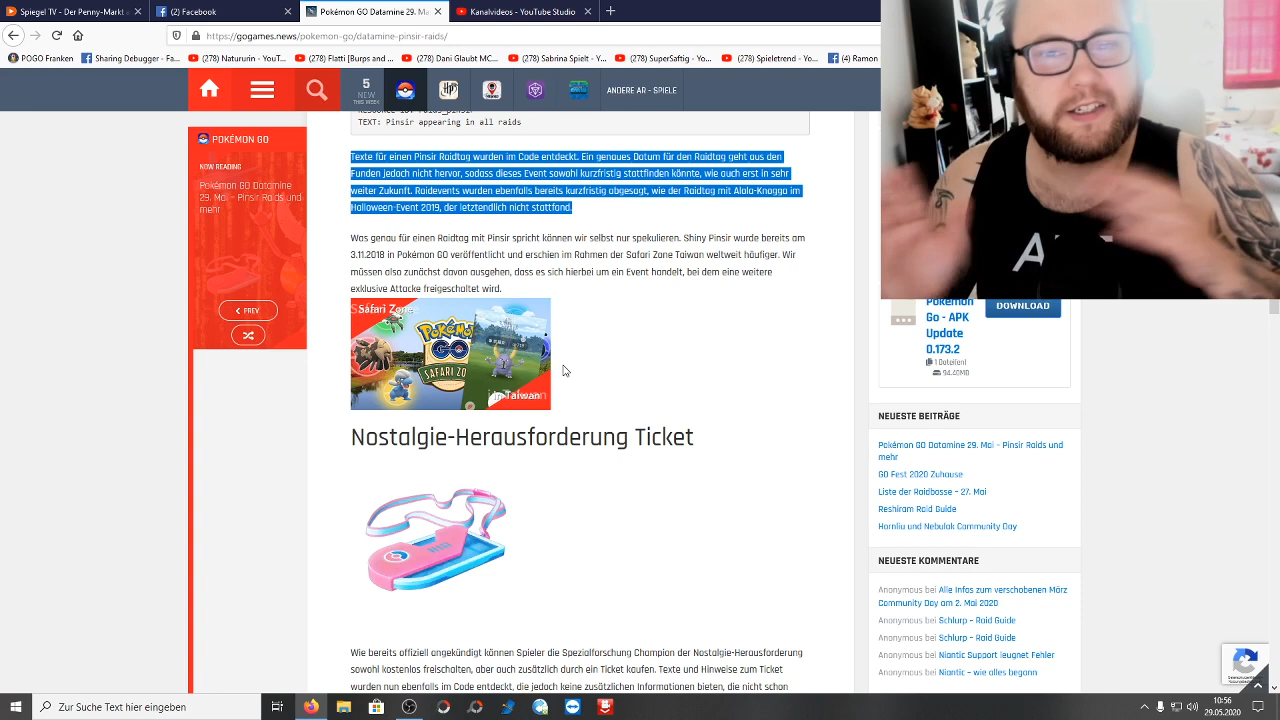 Spiegel TV - Der Penny-Markt a
(2) Facebook
Pokémon GO Datamine 29. Mai
Kanalvideos - YouTube Studio
https://gogames.news/pokemon-go/datamine-pinsir-raids/
POGO Franken
Sharing Debugger - Fa...
(278) Natururin - YouT...
(278) Flatki [Burps and ...
(278) Dani Glaubt MC...
(278) Sabrina Spielt - Y...
(278) SuperSaftig - You...
(278) Spieletrend - Yo...
(4) Ramon
5
NEW
THIS WEEK
ANDERE AR - SPIELE
TEXT: Pinsir appearing in all raids
POKÉMON GO
NOW READING
Pokémon GO Datamine
29. Mai – Pinsir Raids und
mehr
PREV
Texte für einen Pinsir Raidtag wurden im Code entdeckt. Ein genaues Datum für den Raidtag geht aus den
Funden jedoch nicht hervor, sodass dieses Event sowohl kurzfristig stattfinden könnte, wie auch erst in sehr
weiter Zukunft. Raidevents wurden ebenfalls bereits kurzfristig abgesagt, wie der Raidtag mit Alola-Knogga im
Halloween-Event 2019, der letztendlich nicht stattfand.
Was genau für einen Raidtag mit Pinsir spricht können wir selbst nur spekulieren. Shiny Pinsir wurde bereits am
3.11.2018 in Pokémon GO veröffentlicht und erschien im Rahmen der Safari Zone Taiwan weltweit häufiger. Wir
müssen also zunächst davon ausgehen, dass es sich hierbei um ein Event handelt, bei dem eine weitere
exklusive Attacke freigeschaltet wird.
Safari Zone
Pokémon
GO
SAFARI ZO
in Taiwan
Nostalgie-Herausforderung Ticket
Wie bereits offiziell angekündigt können Spieler die Spezialforschung Champion der Nostalgie-Herausforderung
sowohl kostenlos freischalten, aber auch zusätzlich durch ein Ticket kaufen. Texte und Hinweise zum Ticket
wurden nun ebenfalls im Code entdeckt, die jedoch keine zusätzlichen Informationen bieten, die nicht schon
A
Pokemon
Go - APK
Update
0.173.2
1 Datei(en)
94.40MB
DOWNLOAD
NEUESTE BEITRÄGE
Pokémon GO Datamine 29. Mai – Pinsir Raids und
mehr
GO Fest 2020 Zuhause
Liste der Raidbosse – 27. Mai
Reshiram Raid Guide
Hornliu und Nebulak Community Day
NEUESTE KOMMENTARE
Anonymous bei Alle Infos zum verschobenen März
Community Day am 2. Mai 2020
Anonymous bei Schlurp – Raid Guide
Anonymous bei Schlurp – Raid Guide
Anonymous bei Niantic Support leugnet Fehler
Anonymous bei Niantic – wie alles begann
Zur Suche Text hier eingeben
10:56
29.05.2020